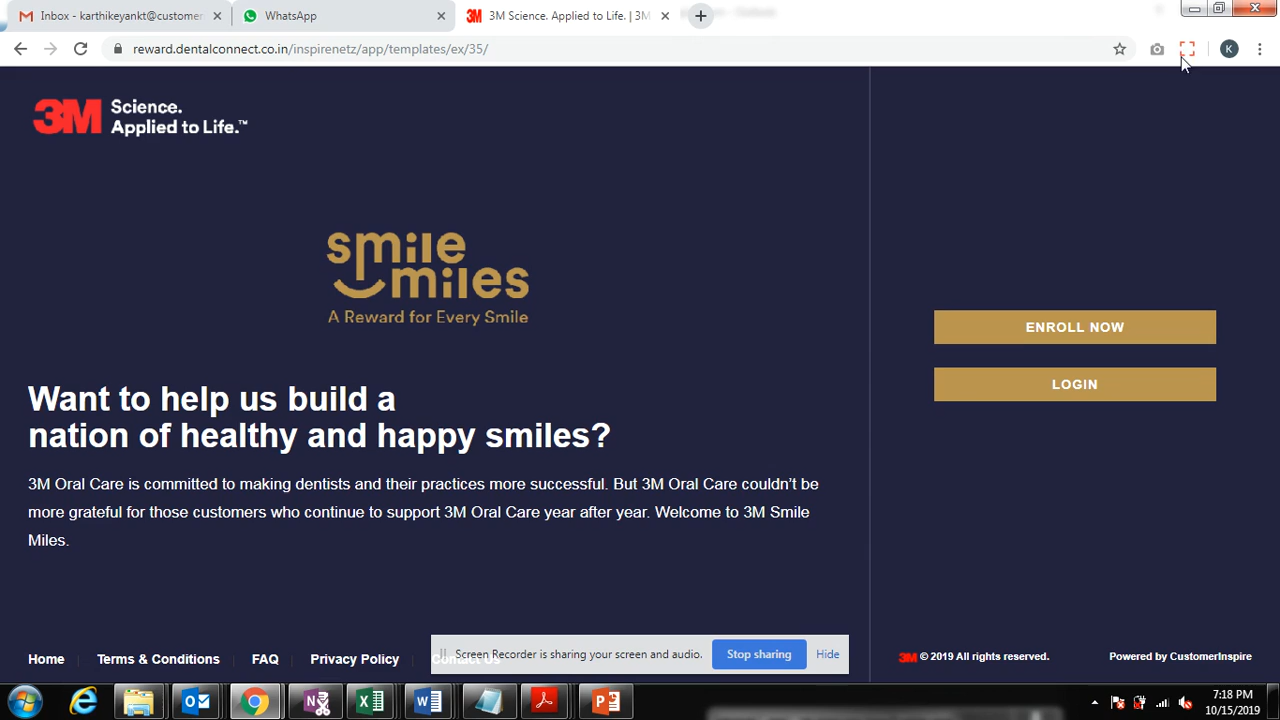 Inbox - karthikeyankt@customer
WhatsApp
3M Science. Applied to Life. | 3M
reward.dentalconnect.co.in/inspirenetz/app/templates/ex/35/
K
3M Science.
Applied to Life.™
smile
miles
A Reward for Every Smile
ENROLL NOW
LOGIN
Want to help us build a
nation of healthy and happy smiles?
3M Oral Care is committed to making dentists and their practices more successful. But 3M Oral Care couldn’t be
more grateful for those customers who continue to support 3M Oral Care year after year. Welcome to 3M Smile
Miles.
Screen Recorder is sharing your screen and audio.
Stop sharing
Hide
Home
Terms & Conditions
FAQ
Privacy Policy
Contact Us
3M © 2019 All rights reserved.
Powered by CustomerInspire
7:18 PM
10/15/2019